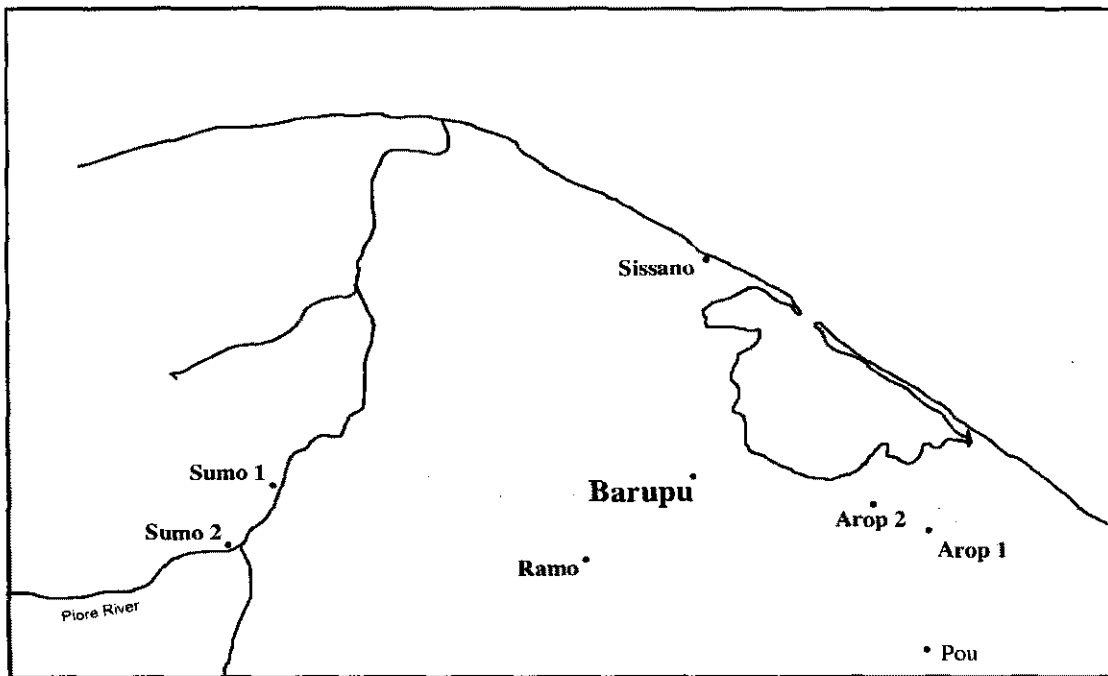 Sissano
Sumo 1
Barupu
Arop 2
Sumo 2
Arop 1
Ramo
Piore River
Pou